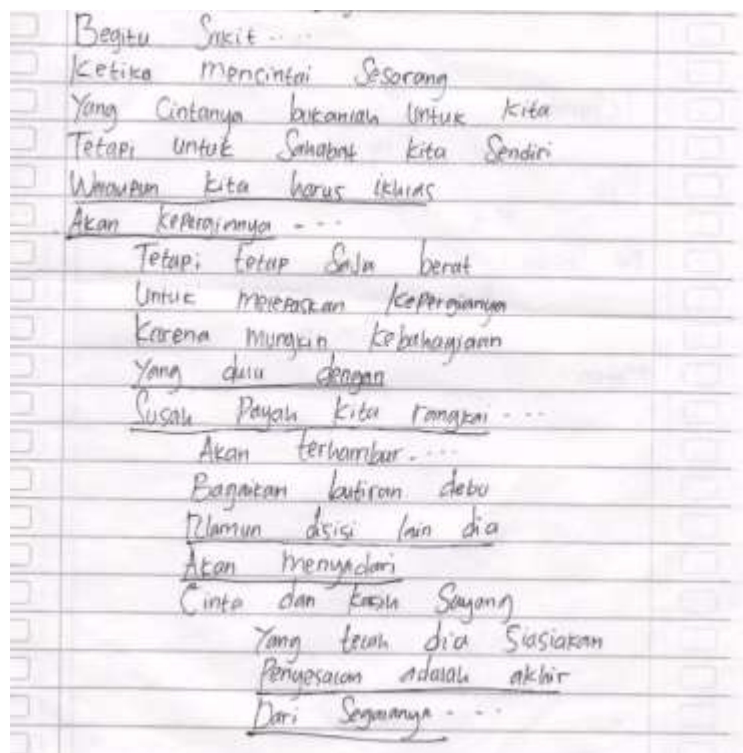 Begitu Sakit ....
Ketika mencintai Sesorang
Yang Cintanya bukanlah Untuk Kita
Tetapi untuk Sahabat kita Sendiri
Walaupun kita harus ikhlas
Akan kepergiannya ....
Tetapi tetap Saja berat
Untuk melepaskan kepergianya
Karena mungkin kebahagiaan
Yang dulu dengan
Susah Payah kita rangkai ....
Akan terhambur ....
Bagaikan butiran debu
Namun disisi lain dia
Akan menyadari
Cinta dan kasih Sayang
Yang telah dia Siasiakan
Penyesalan adalah akhir
Dari Segalanya ....